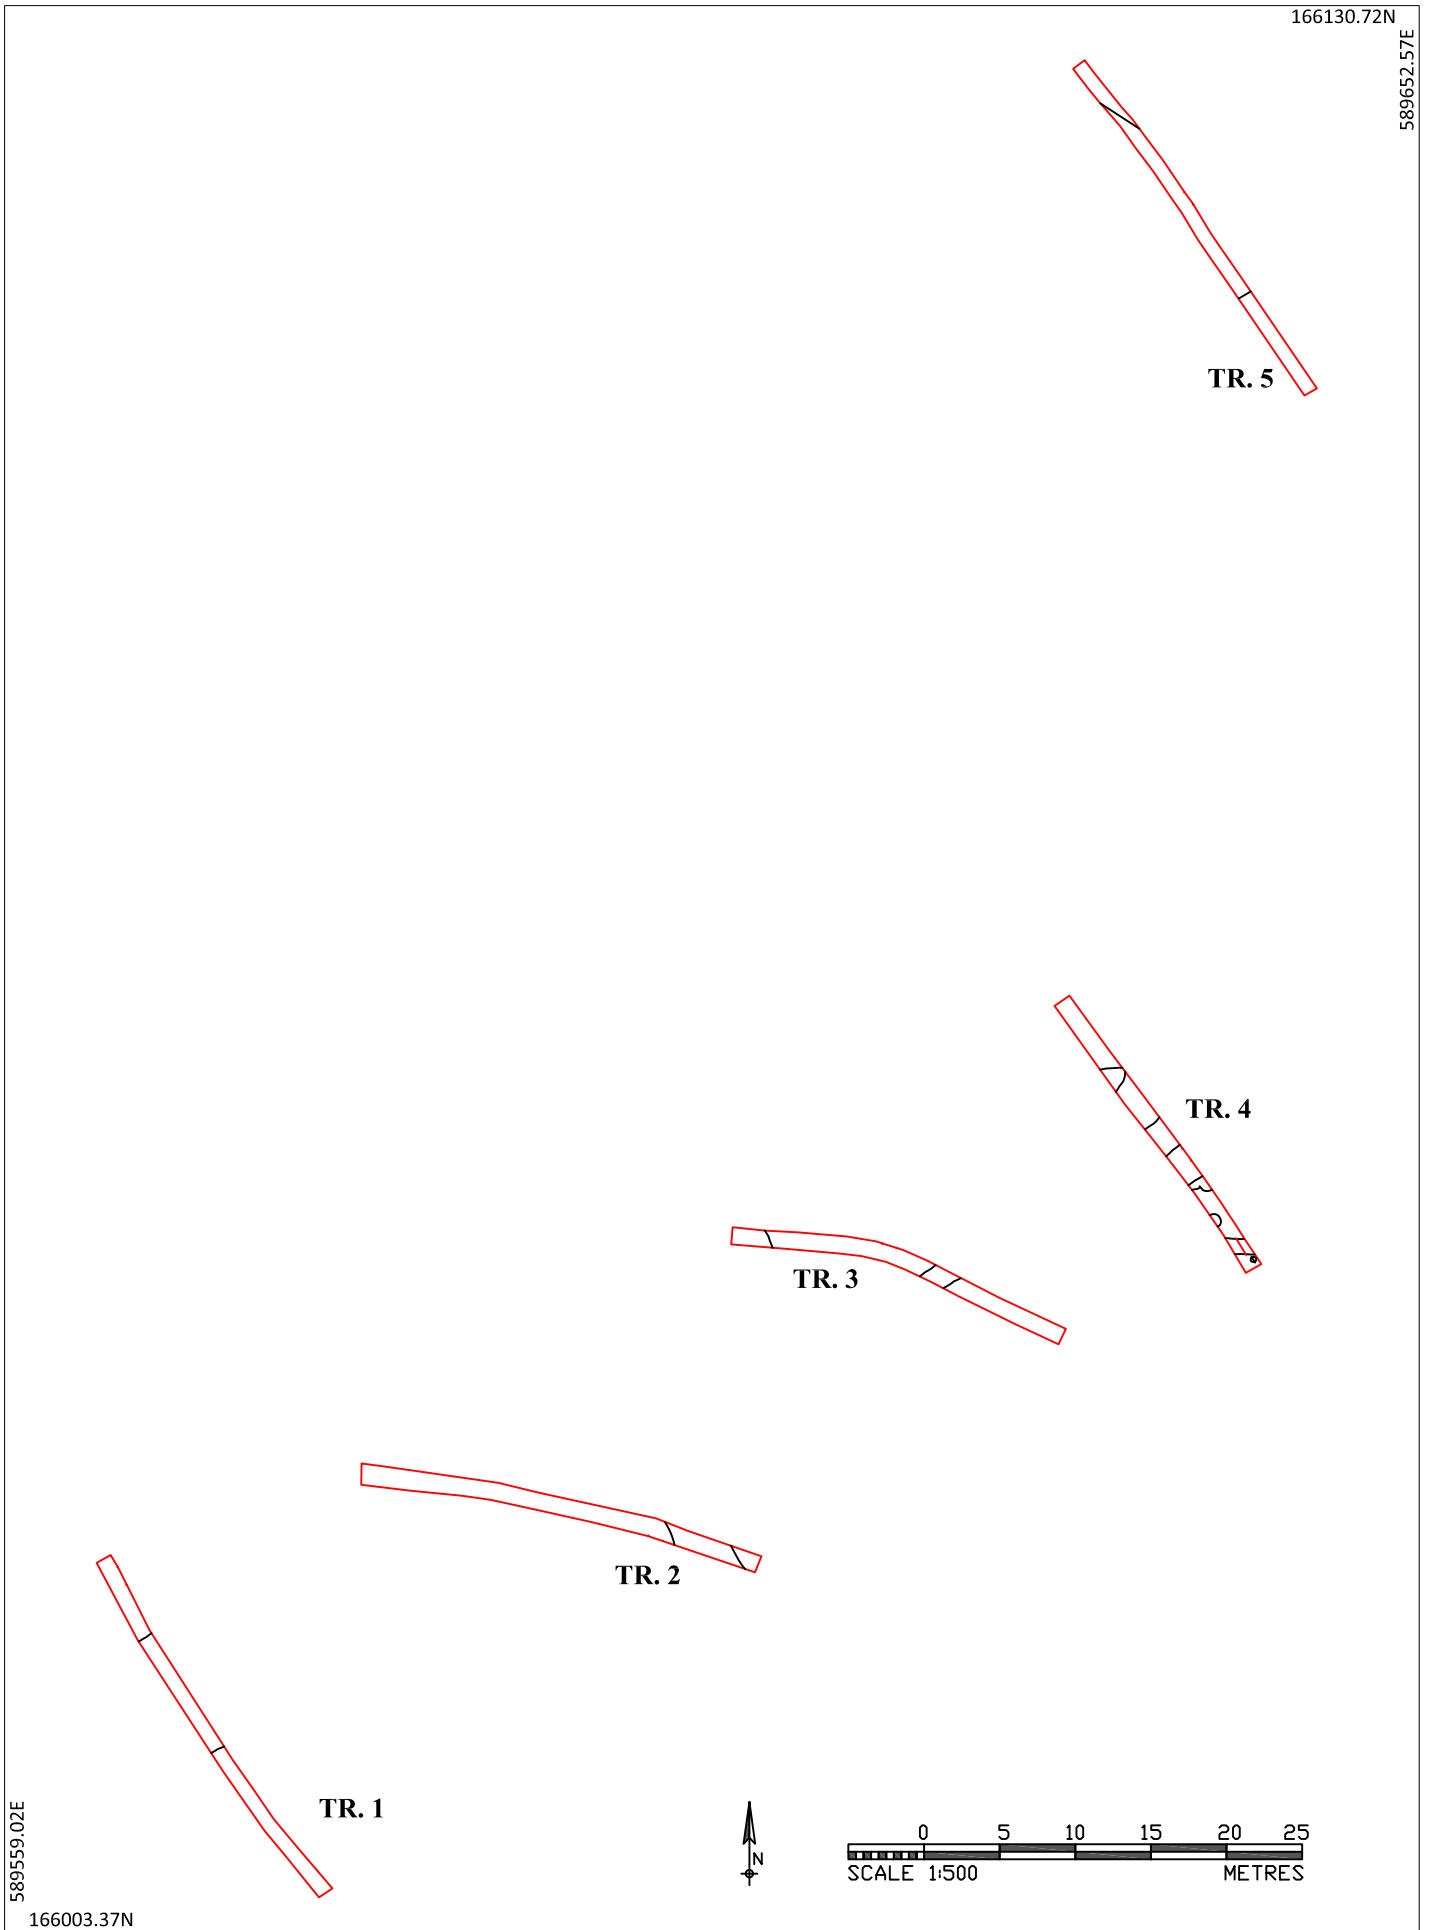 166130.72N
589652.57E
TR. 5
TR. 4
TR. 3
TR. 2
TR. 1
589559.02E
166003.37N
N
0 5 10 15 20 25
SCALE 1:500 METRES